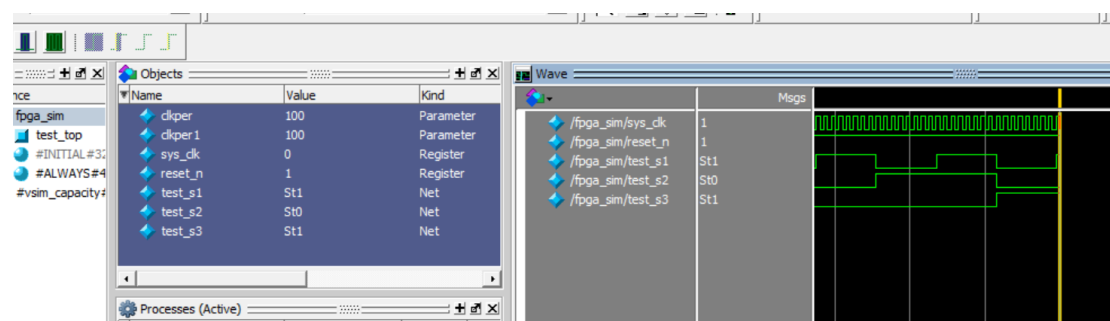 Objects
Wave
nce
Name Value Kind
Msgs
fpga_sim
clkper 100 Parameter
test_top
clkper1 100 Parameter
#INITIAL#32
sys_clk 0 Register
#ALWAYS#4
reset_n 1 Register
#vsim_capacity#
test_s1 St1 Net
test_s2 St0 Net
test_s3 St1 Net
/fpga_sim/sys_clk 1
/fpga_sim/reset_n 1
/fpga_sim/test_s1 St1
/fpga_sim/test_s2 St0
/fpga_sim/test_s3 St1
Processes (Active)